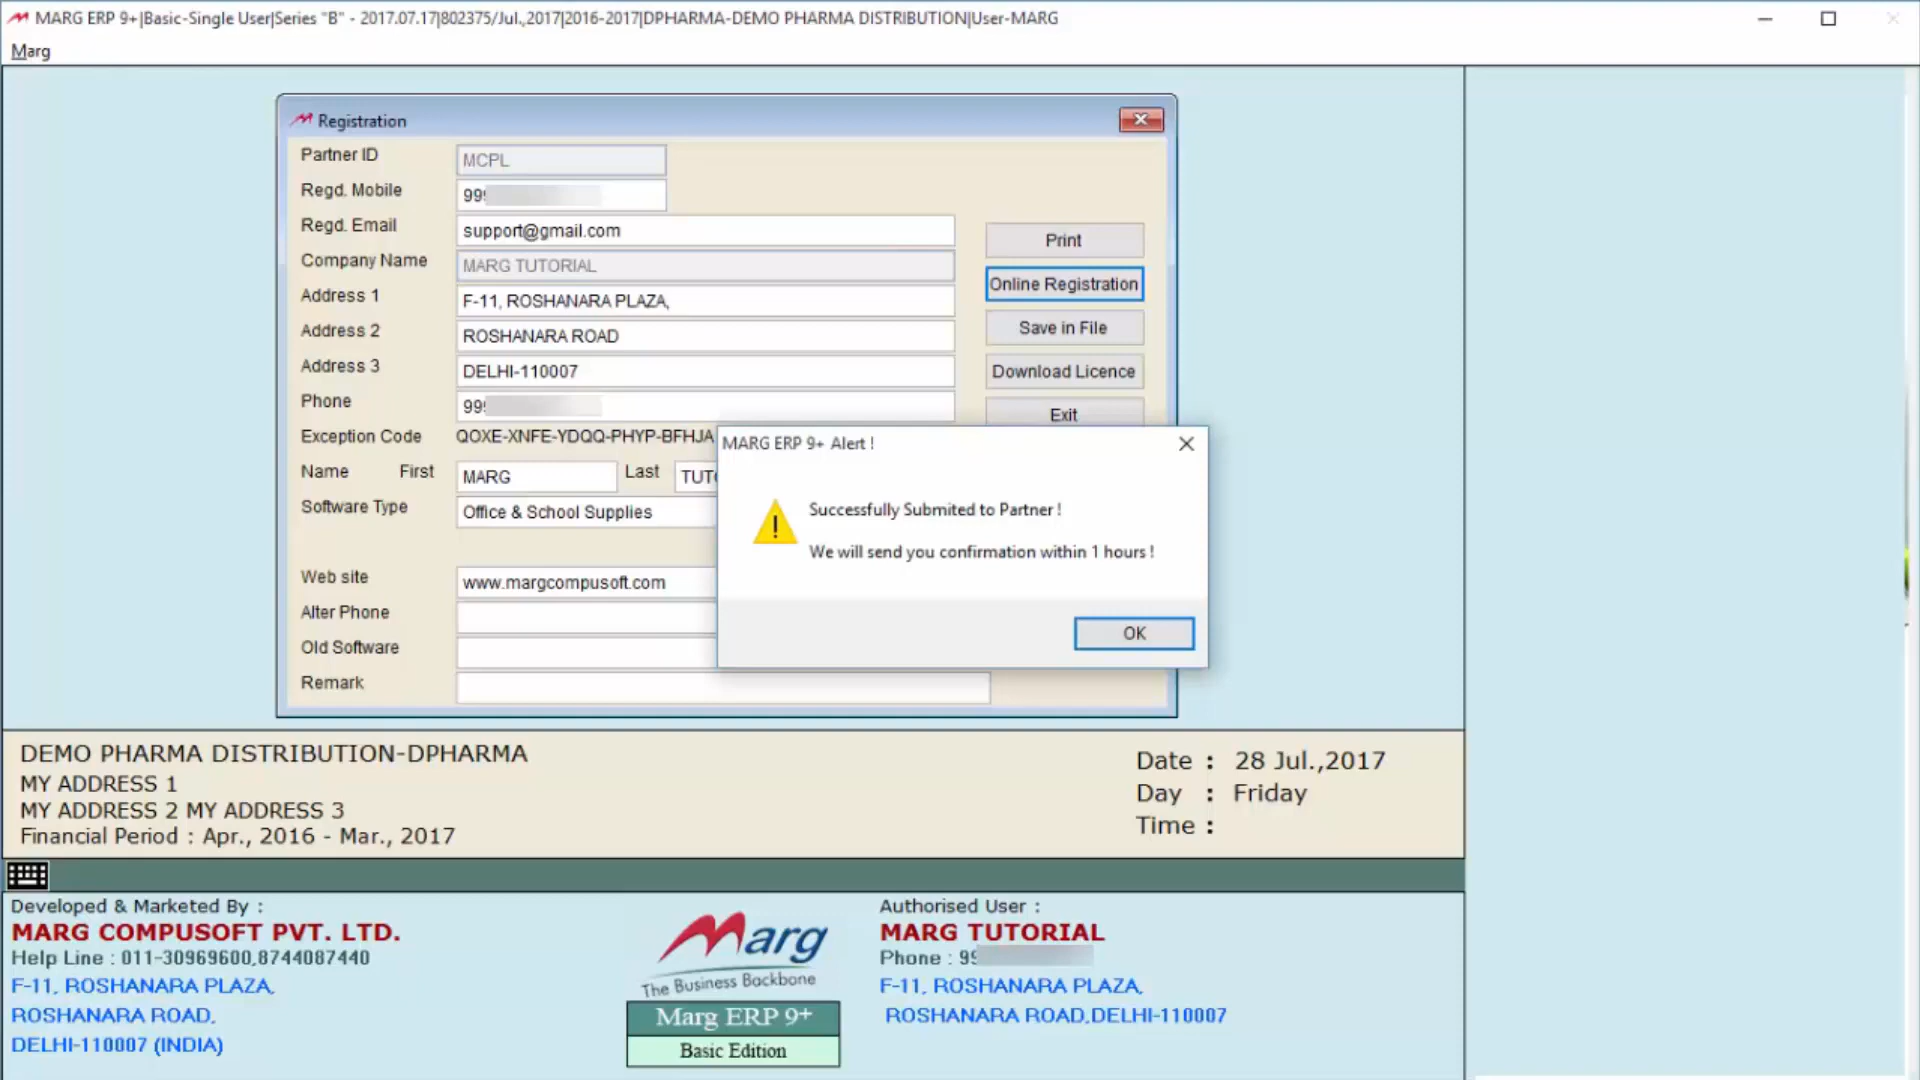 MARG ERP 9+|Basic-Single User|Series "B" - 2017.07.17|802375/Jul.,2017|2016-2017|DPHARMA-DEMO PHARMA DISTRIBUTION|User-MARG
Marg
Registration
Partner ID MCPL
Regd. Mobile 99
Regd. Email support@gmail.com
Print
Company Name MARG TUTORIAL
Online Registration
Address 1 F-11, ROSHANARA PLAZA,
Address 2 ROSHANARA ROAD
Save in File
Address 3 DELHI-110007
Download Licence
Phone 99
Exit
Exception Code QOXE-XNFE-YDQQ-PHYP-BFHJA
Name First MARG Last
Software Type Office & School Supplies
Web site www.margcompusoft.com
Alter Phone
Old Software
Remark
MARG ERP 9+ Alert !
Successfully Submited to Partner !
We will send you confirmation within 1 hours !
OK
DEMO PHARMA DISTRIBUTION-DPHARMA
MY ADDRESS 1
MY ADDRESS 2 MY ADDRESS 3
Financial Period : Apr., 2016 - Mar., 2017
Date : 28 Jul.,2017
Day : Friday
Time :
Developed & Marketed By :
MARG COMPUSOFT PVT. LTD.
Help Line : 011-30969600,8744087440
F-11, ROSHANARA PLAZA,
ROSHANARA ROAD,
DELHI-110007 (INDIA)
Marg
The Business Backbone
Marg ERP 9+
Basic Edition
Authorised User :
MARG TUTORIAL
Phone : 99
F-11, ROSHANARA PLAZA,
ROSHANARA ROAD,DELHI-110007